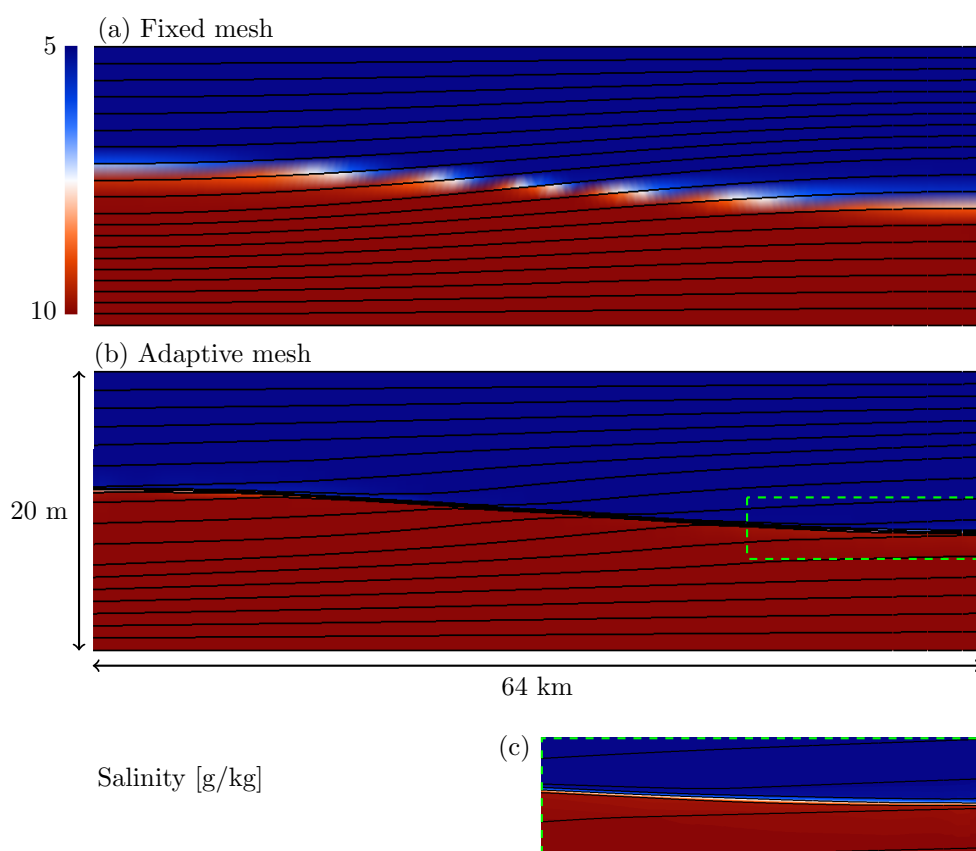 (a) Fixed mesh
5
10
(b) Adaptive mesh
20 m
64 km
(c)
Salinity [g/kg]